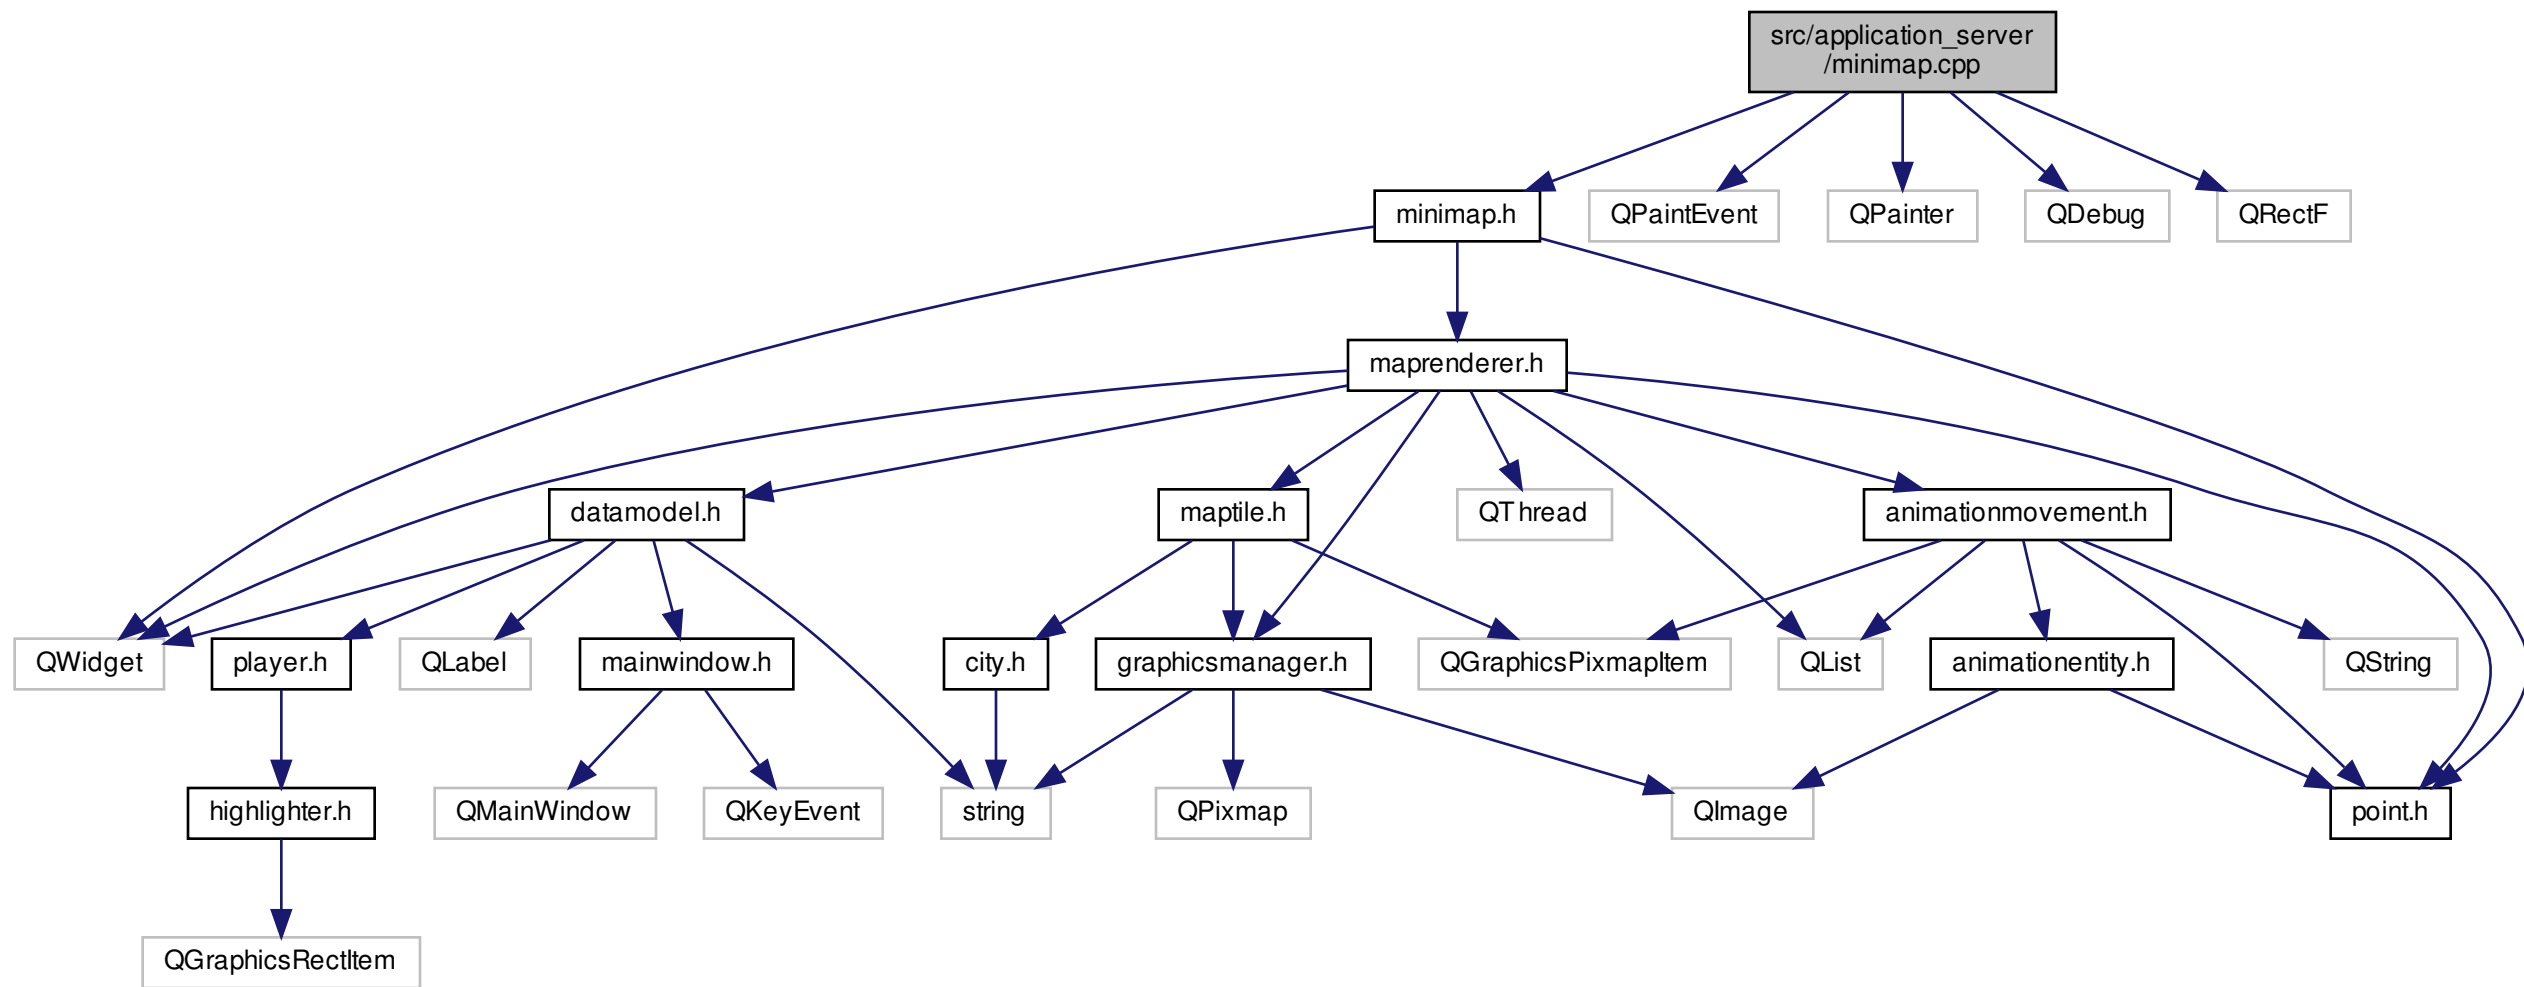 src/application_server
/minimap.cpp
minimap.h
QPaintEvent
QPainter
QDebug
QRectF
maprenderer.h
datamodel.h
maptile.h
QThread
animationmovement.h
QWidget
player.h
QLabel
mainwindow.h
city.h
graphicsmanager.h
QGraphicsPixmapItem
QList
animationentity.h
QString
highlighter.h
QMainWindow
QKeyEvent
string
QPixmap
QImage
point.h
QGraphicsRectItem